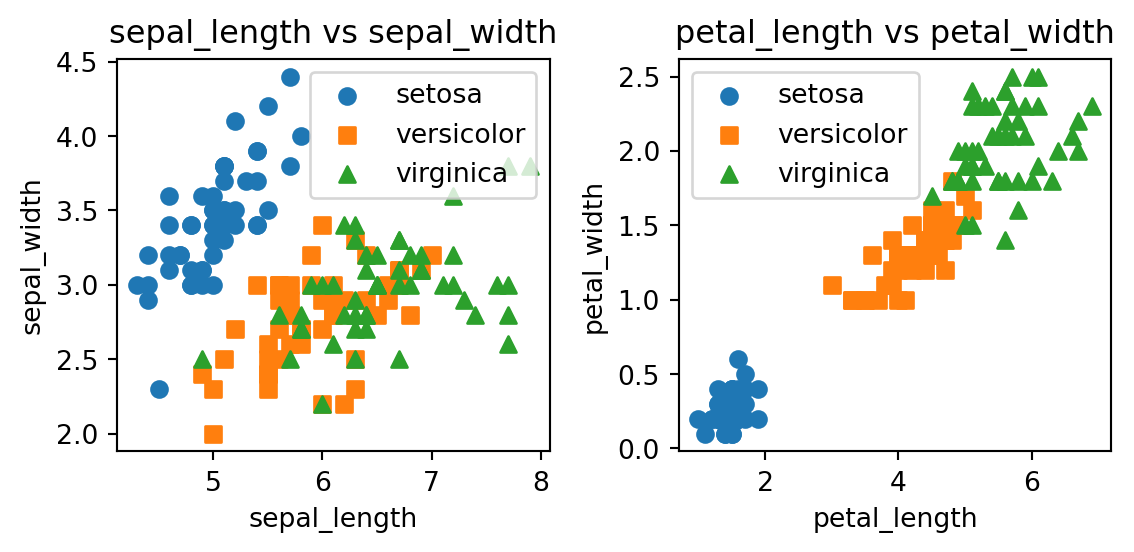 sepal_length vs sepal_width
4.5
4.0
3.5
3.0
2.5
2.0
sepal_width
setosa
versicolor
virginica
5 6 7 8
sepal_length
petal_length vs petal_width
2.5
2.0
1.5
1.0
0.5
0.0
petal_width
setosa
versicolor
virginica
2 4 6
petal_length